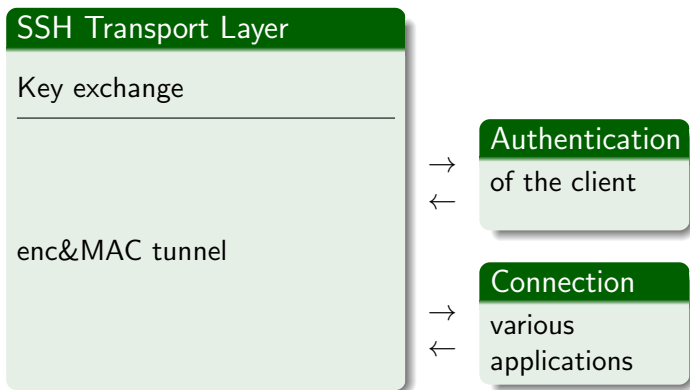 SSH Transport Layer
Key exchange
enc&MAC tunnel
→
←
Authentication
of the client
→
←
Connection
various
applications